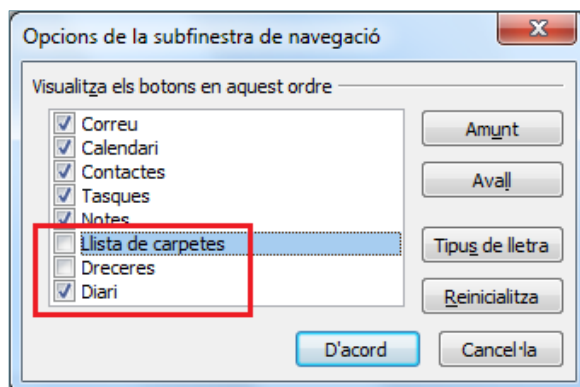 Opcions de la subfinestra de navegació
Visualitza els botons en aquest ordre
Correu
Calendari
Contactes
Tasques
Notes
Llista de carpetes
Dreceres
Diari
Amunt
Avall
Tipus de lletra
Reinicialitza
D'acord
Cancel·la